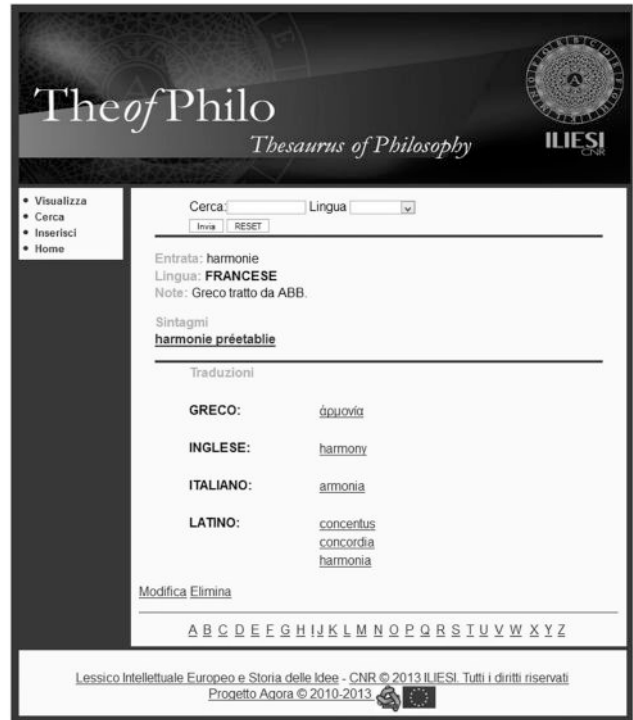 TheofPhilo
Thesaurus of Philosophy
ILIESI
CNR
• Visualizza
• Cerca
• Inserisci
• Home
Cerca: Lingua
Invia RESET
Entrata: harmonie
Lingua: FRANCESE
Note: Greco tratto da ABB.
Sintagmi
harmonie préetablie
Traduzioni
GRECO: ἁρμονία
INGLESE: harmony
ITALIANO: armonia
LATINO: concentus
concordia
harmonia
Modifica Elimina
A B C D E F G H I J K L M N O P Q R S T U V W X Y Z
Lessico Intellettuale Europeo e Storia delle Idee - CNR © 2013 ILIESI. Tutti i diritti riservati
Progetto Agora © 2010-2013